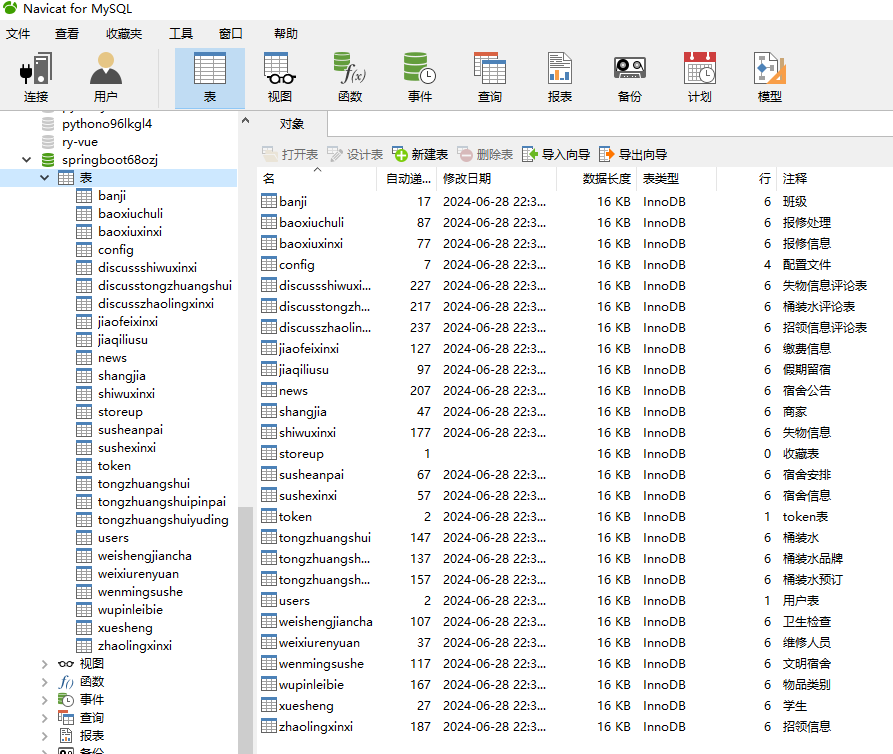 Navicat for MySQL
文件 查看 收藏夹 工具 窗口 帮助
连接 用户 表 视图 函数 事件 查询 报表 备份 计划 模型
pythono96lkgl4
ry-vue
springboot68ozj
表
banji
baoxiuchuli
baoxiuxinxi
config
discussshiwuxinxi
discusstongzhuangshui
discusszhaolingxinxi
jiaofeixinxi
jiaqiliusu
news
shangjia
shiwuxinxi
storeup
susheanpai
sushexinxi
token
tongzhuangshui
tongzhuangshuipinpai
tongzhuangshuiyuding
users
weishengjiancha
weixiurenyuan
wenmingsushe
wupinleibie
xuesheng
zhaolingxinxi
视图
函数
事件
查询
报表
备份
对象
打开表 设计表 新建表 删除表 导入向导 导出向导
名 自动递... 修改日期 数据长度 表类型 行 注释
banji 17 2024-06-28 22:3... 16 KB InnoDB 6 班级
baoxiuchuli 87 2024-06-28 22:3... 16 KB InnoDB 6 报修处理
baoxiuxinxi 77 2024-06-28 22:3... 16 KB InnoDB 6 报修信息
config 7 2024-06-28 22:3... 16 KB InnoDB 4 配置文件
discussshiwuxi... 227 2024-06-28 22:3... 16 KB InnoDB 6 失物信息评论表
discusstongzh... 217 2024-06-28 22:3... 16 KB InnoDB 6 桶装水评论表
discusszhaolin... 237 2024-06-28 22:3... 16 KB InnoDB 6 招领信息评论表
jiaofeixinxi 127 2024-06-28 22:3... 16 KB InnoDB 6 缴费信息
jiaqiliusu 97 2024-06-28 22:3... 16 KB InnoDB 6 假期留宿
news 207 2024-06-28 22:3... 16 KB InnoDB 6 宿舍公告
shangjia 47 2024-06-28 22:3... 16 KB InnoDB 6 商家
shiwuxinxi 177 2024-06-28 22:3... 16 KB InnoDB 6 失物信息
storeup 1 16 KB InnoDB 0 收藏表
susheanpai 67 2024-06-28 22:3... 16 KB InnoDB 6 宿舍安排
sushexinxi 57 2024-06-28 22:3... 16 KB InnoDB 6 宿舍信息
token 2 2024-06-28 22:3... 16 KB InnoDB 1 token表
tongzhuangshui 147 2024-06-28 22:3... 16 KB InnoDB 6 桶装水
tongzhuangsh... 137 2024-06-28 22:3... 16 KB InnoDB 6 桶装水品牌
tongzhuangsh... 157 2024-06-28 22:3... 16 KB InnoDB 6 桶装水预订
users 2 2024-06-28 22:3... 16 KB InnoDB 1 用户表
weishengjiancha 107 2024-06-28 22:3... 16 KB InnoDB 6 卫生检查
weixiurenyuan 37 2024-06-28 22:3... 16 KB InnoDB 6 维修人员
wenmingsushe 117 2024-06-28 22:3... 16 KB InnoDB 6 文明宿舍
wupinleibie 167 2024-06-28 22:3... 16 KB InnoDB 6 物品类别
xuesheng 27 2024-06-28 22:3... 16 KB InnoDB 6 学生
zhaolingxinxi 187 2024-06-28 22:3... 16 KB InnoDB 6 招领信息